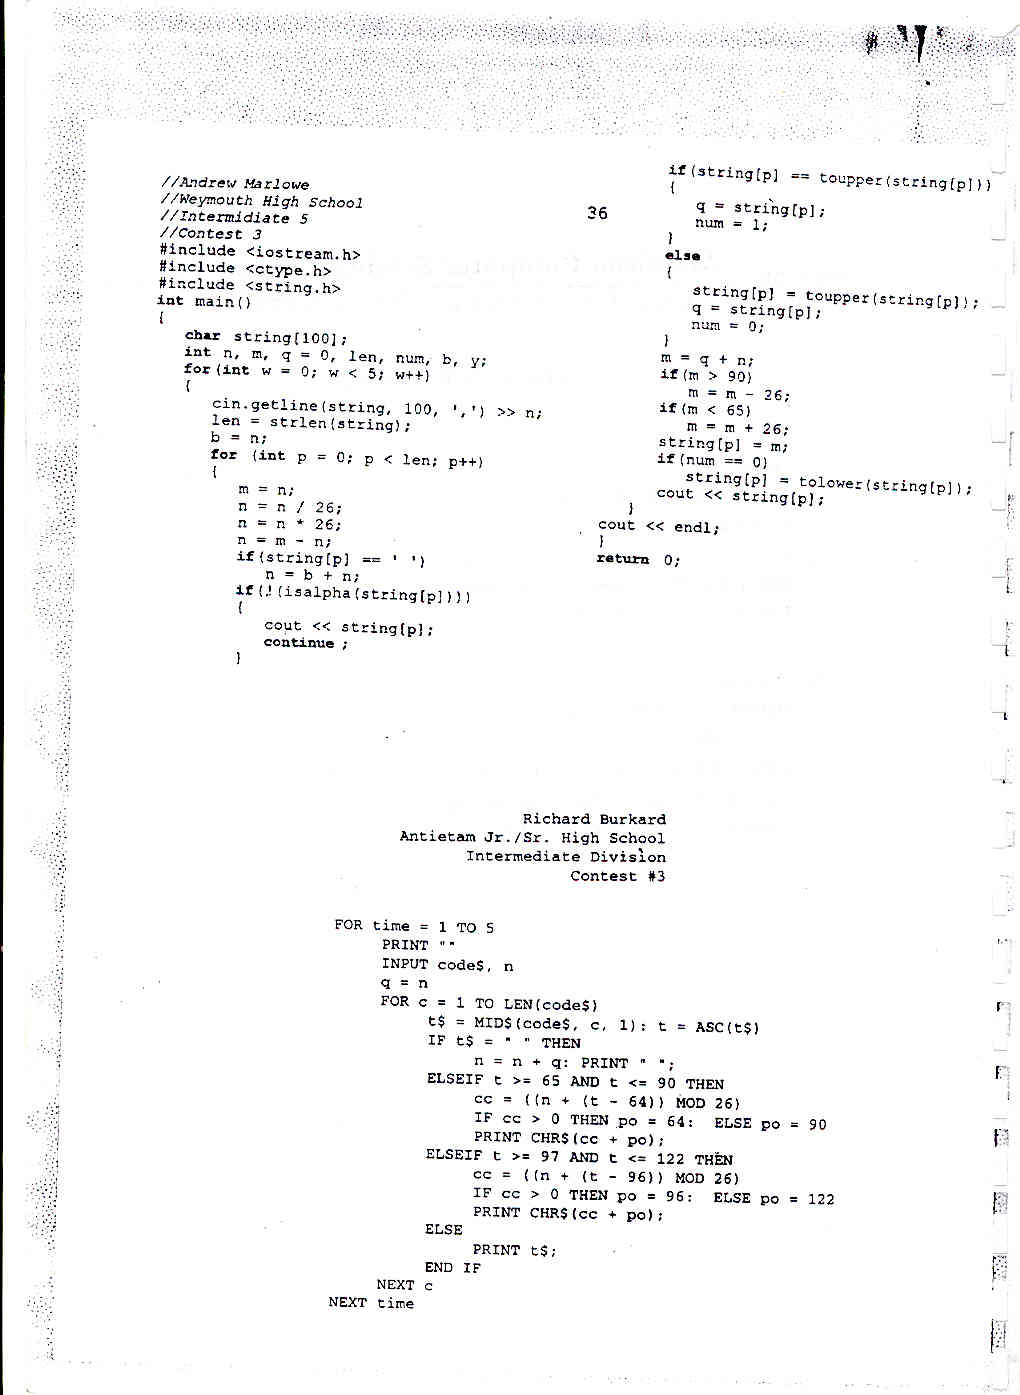 //Andrew Marlowe
//Weymouth High School
//Intermidiate 5
//Contest 3
#include <iostream.h>
#include <ctype.h>
#include <string.h>
int main()
{
char string[100];
int n, m, q = 0, len, num, b, y;
for(int w = 0; w < 5; w++)
{
cin.getline(string, 100, ',') >> n;
len = strlen(string);
b = n;
for (int p = 0; p < len; p++)
{
m = n;
n = n / 26;
n = n * 26;
n = m - n;
if(string[p] == ' ')
n = b + n;
if(!(isalpha(string[p])))
{
cout << string[p];
continue ;
}
36
if(string[p] == toupper(string[p]))
{
q = string[p];
num = 1;
}
else
{
string[p] = toupper(string[p]);
q = string[p];
num = 0;
}
m = q + n;
if(m > 90)
m = m - 26;
if(m < 65)
m = m + 26;
string[p] = m;
if(num == 0)
string[p] = tolower(string[p]);
cout << string[p];
}
cout << endl;
}
return 0;
Richard Burkard
Antietam Jr./Sr. High School
Intermediate Division
Contest #3
FOR time = 1 TO 5
PRINT ""
INPUT code$, n
q = n
FOR c = 1 TO LEN(code$)
t$ = MID$(code$, c, 1): t = ASC(t$)
IF t$ = " " THEN
n = n + q: PRINT " ";
ELSEIF t >= 65 AND t <= 90 THEN
cc = ((n + (t - 64)) MOD 26)
IF cc > 0 THEN po = 64: ELSE po = 90
PRINT CHR$(cc + po);
ELSEIF t >= 97 AND t <= 122 THEN
cc = ((n + (t - 96)) MOD 26)
IF cc > 0 THEN po = 96: ELSE po = 122
PRINT CHR$(cc + po);
ELSE
PRINT t$;
END IF
NEXT c
NEXT time